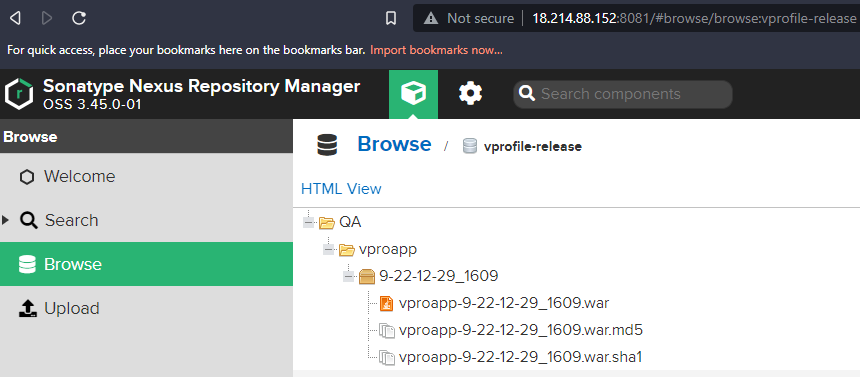 Not secure | 18.214.88.152:8081/#browse/browse:vprofile-release
For quick access, place your bookmarks here on the bookmarks bar. Import bookmarks now...
Sonatype Nexus Repository Manager
OSS 3.45.0-01
Search components
Browse
Browse / vprofile-release
Welcome
HTML View
Search
QA
vproapp
Browse
9-22-12-29_1609
vproapp-9-22-12-29_1609.war
Upload
vproapp-9-22-12-29_1609.war.md5
vproapp-9-22-12-29_1609.war.sha1